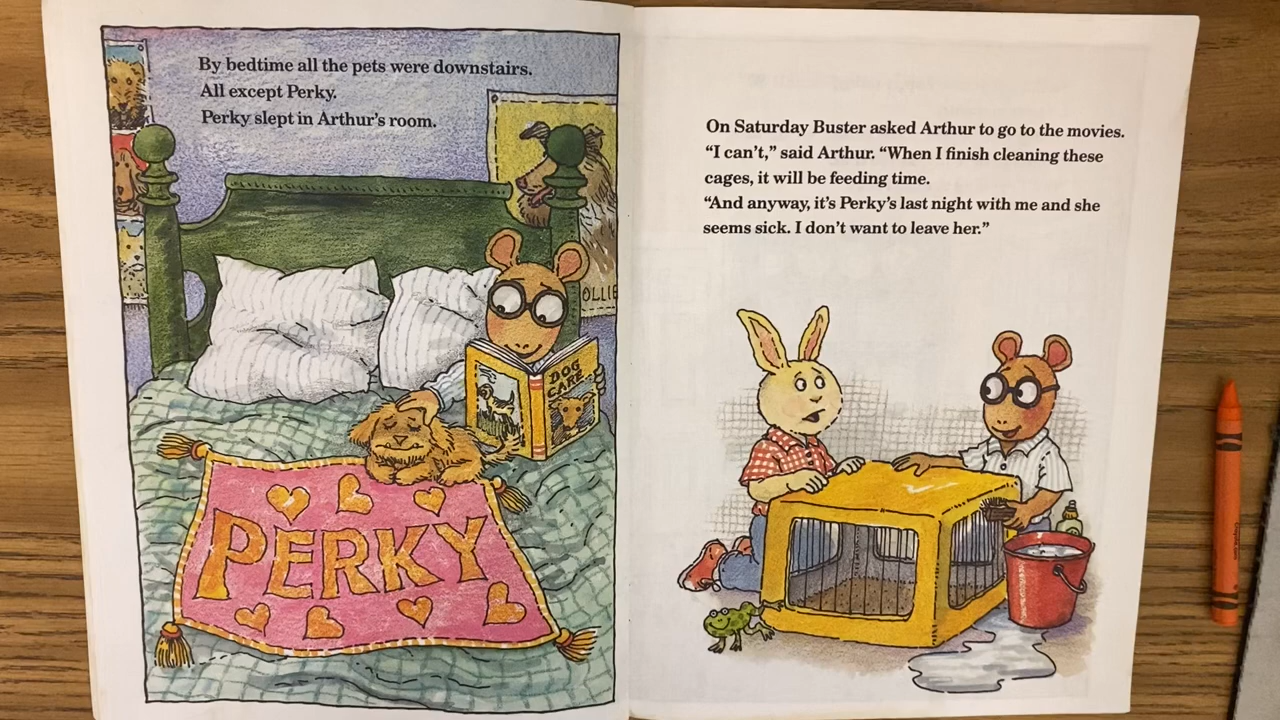 By bedtime all the pets were downstairs.
All except Perky.
Perky slept in Arthur's room.
OLLIE
DOG
CARE
PERKY
On Saturday Buster asked Arthur to go to the movies.
“I can't,” said Arthur. “When I finish cleaning these
cages, it will be feeding time.
“And anyway, it's Perky's last night with me and she
seems sick. I don't want to leave her.”